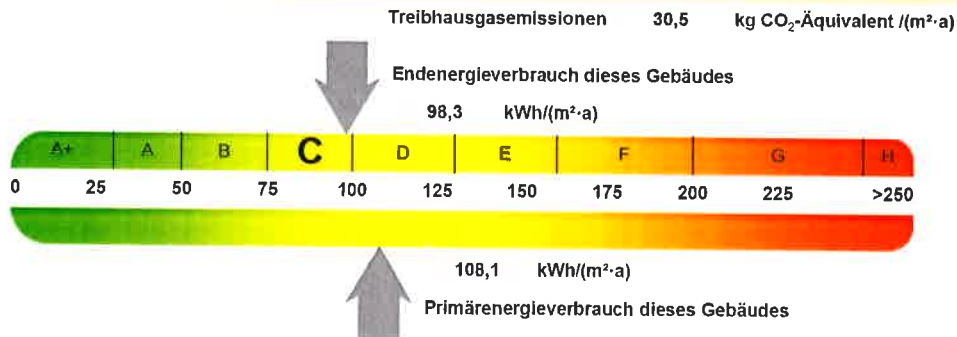 Treibhausgasemissionen 30,5 kg CO₂-Äquivalent /(m²·a)
Endenergieverbrauch dieses Gebäudes
98,3 kWh/(m²·a)
A+ A B C D E F G H
0 25 50 75 100 125 150 175 200 225 >250
108,1 kWh/(m²·a)
Primärenergieverbrauch dieses Gebäudes